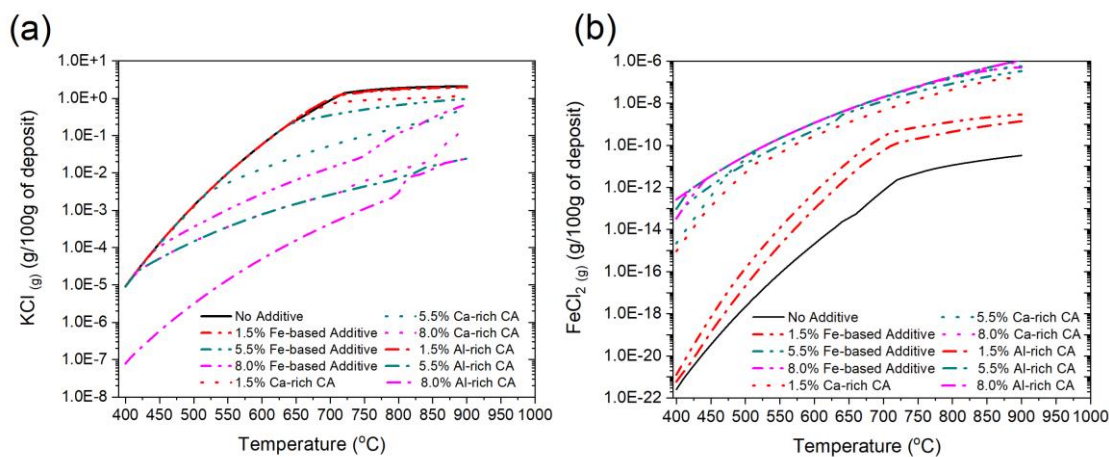 (a)
KCl (g) (g/100g of deposit)
1.0E+1
1.0E+0
1.0E-1
1.0E-2
1.0E-3
1.0E-4
1.0E-5
1.0E-6
1.0E-7
1.0E-8
No Additive
1.5% Fe-based Additive
5.5% Fe-based Additive
8.0% Fe-based Additive
1.5% Ca-rich CA
5.5% Ca-rich CA
8.0% Ca-rich CA
1.5% Al-rich CA
5.5% Al-rich CA
8.0% Al-rich CA
400 450 500 550 600 650 700 750 800 850 900 950 1000
Temperature (°C)
(b)
FeCl2 (g) (g/100g of deposit)
1.0E-6
1.0E-8
1.0E-10
1.0E-12
1.0E-14
1.0E-16
1.0E-18
1.0E-20
1.0E-22
No Additive
1.5% Fe-based Additive
5.5% Fe-based Additive
8.0% Fe-based Additive
1.5% Ca-rich CA
5.5% Ca-rich CA
8.0% Ca-rich CA
1.5% Al-rich CA
5.5% Al-rich CA
8.0% Al-rich CA
400 450 500 550 600 650 700 750 800 850 900 950 1000
Temperature (°C)